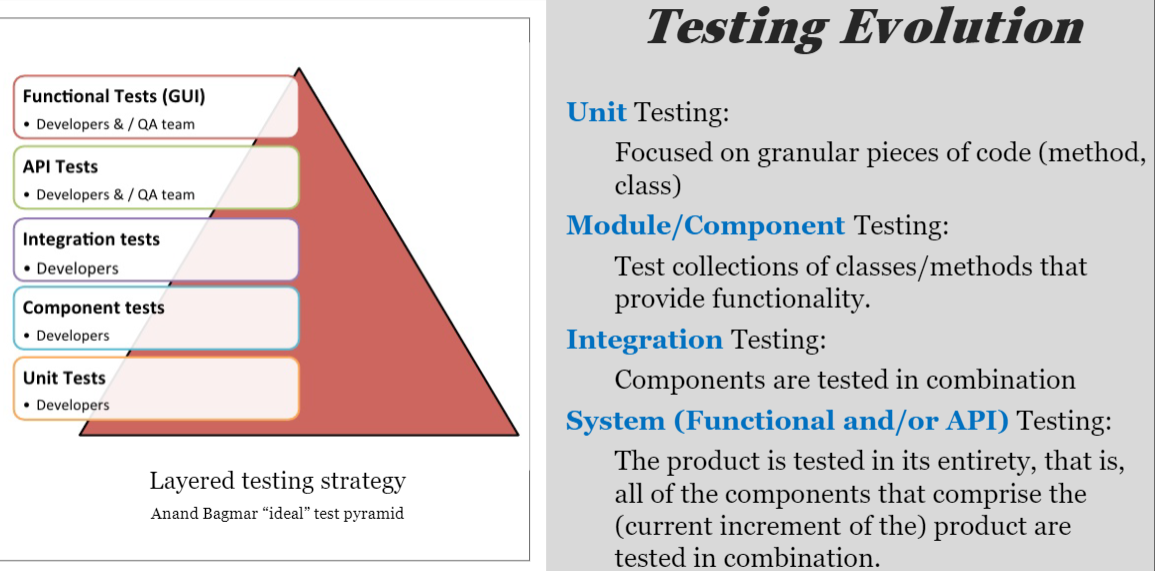 Functional Tests (GUI)
• Developers & / QA team
API Tests
• Developers & / QA team
Integration tests
• Developers
Component tests
• Developers
Unit Tests
• Developers
Layered testing strategy
Anand Bagmar “ideal” test pyramid
Testing Evolution
Unit Testing:
Focused on granular pieces of code (method,
class)
Module/Component Testing:
Test collections of classes/methods that
provide functionality.
Integration Testing:
Components are tested in combination
System (Functional and/or API) Testing:
The product is tested in its entirety, that is,
all of the components that comprise the
(current increment of the) product are
tested in combination.